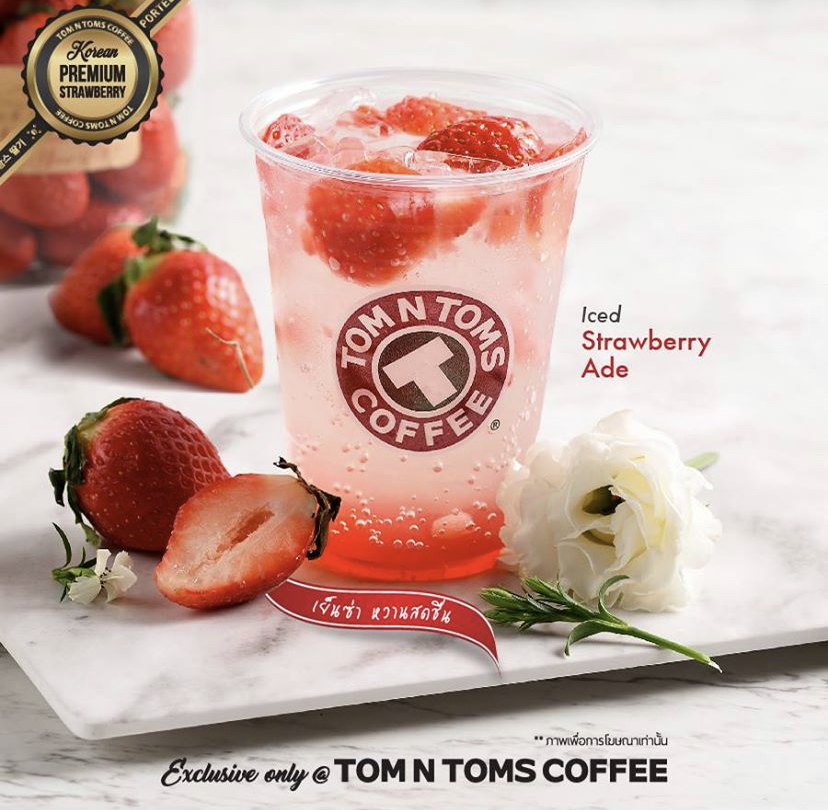 TOM N TOMS COFFEE
Korean
PREMIUM
STRAWBERRY
TOM N TOMS COFFEE
TOM N TOMS
T
COFFEE
®
Iced
Strawberry
Ade
เย็นซ่า หวานสดชื่น
** ภาพเพื่อการโฆษณาเท่านั้น
Exclusive only @ TOM N TOMS COFFEE